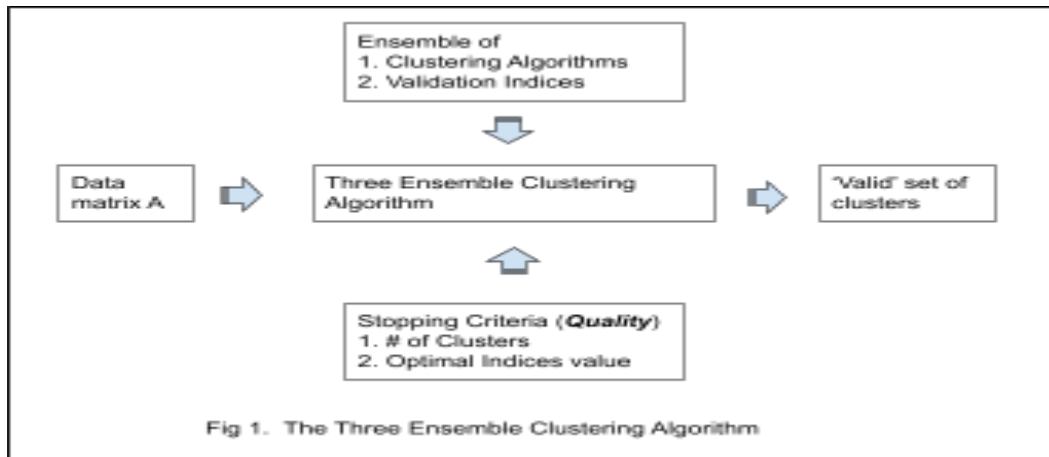 Ensemble of
1. Clustering Algorithms
2. Validation Indices
Data
matrix A
Three Ensemble Clustering
Algorithm
'Valid' set of
clusters
Stopping Criteria (Quality)
1. # of Clusters
2. Optimal Indices value
Fig 1. The Three Ensemble Clustering Algorithm